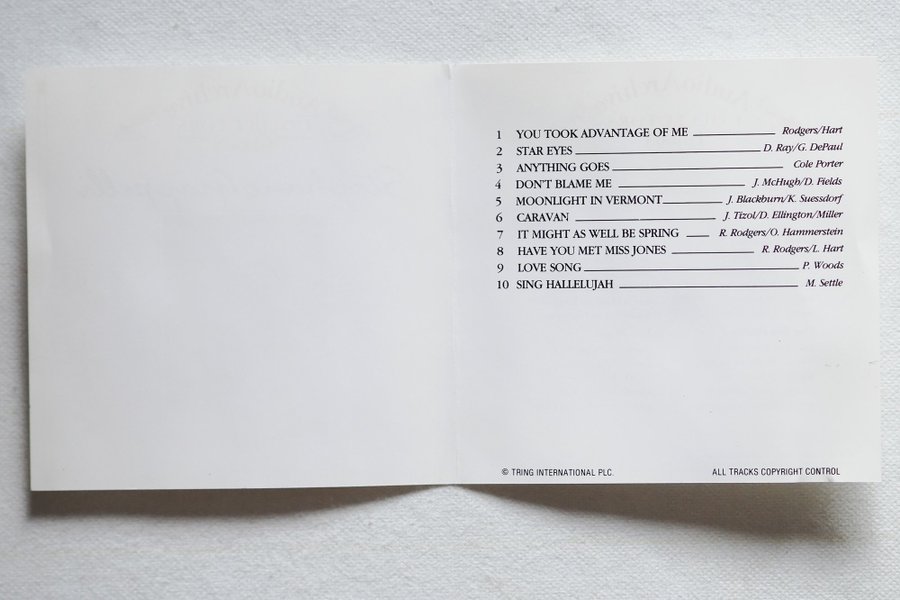 1 YOU TOOK ADVANTAGE OF ME Rodgers/Hart
2 STAR EYES D. Ray/G. DePaul
3 ANYTHING GOES Cole Porter
4 DON'T BLAME ME J. McHugh/D. Fields
5 MOONLIGHT IN VERMONT J. Blackburn/K. Suessdorf
6 CARAVAN J. Tizol/D. Ellington/Miller
7 IT MIGHT AS WELL BE SPRING R. Rodgers/O. Hammerstein
8 HAVE YOU MET MISS JONES R. Rodgers/L. Hart
9 LOVE SONG P. Woods
10 SING HALLELUJAH M. Settle
© TRING INTERNATIONAL PLC. ALL TRACKS COPYRIGHT CONTROL